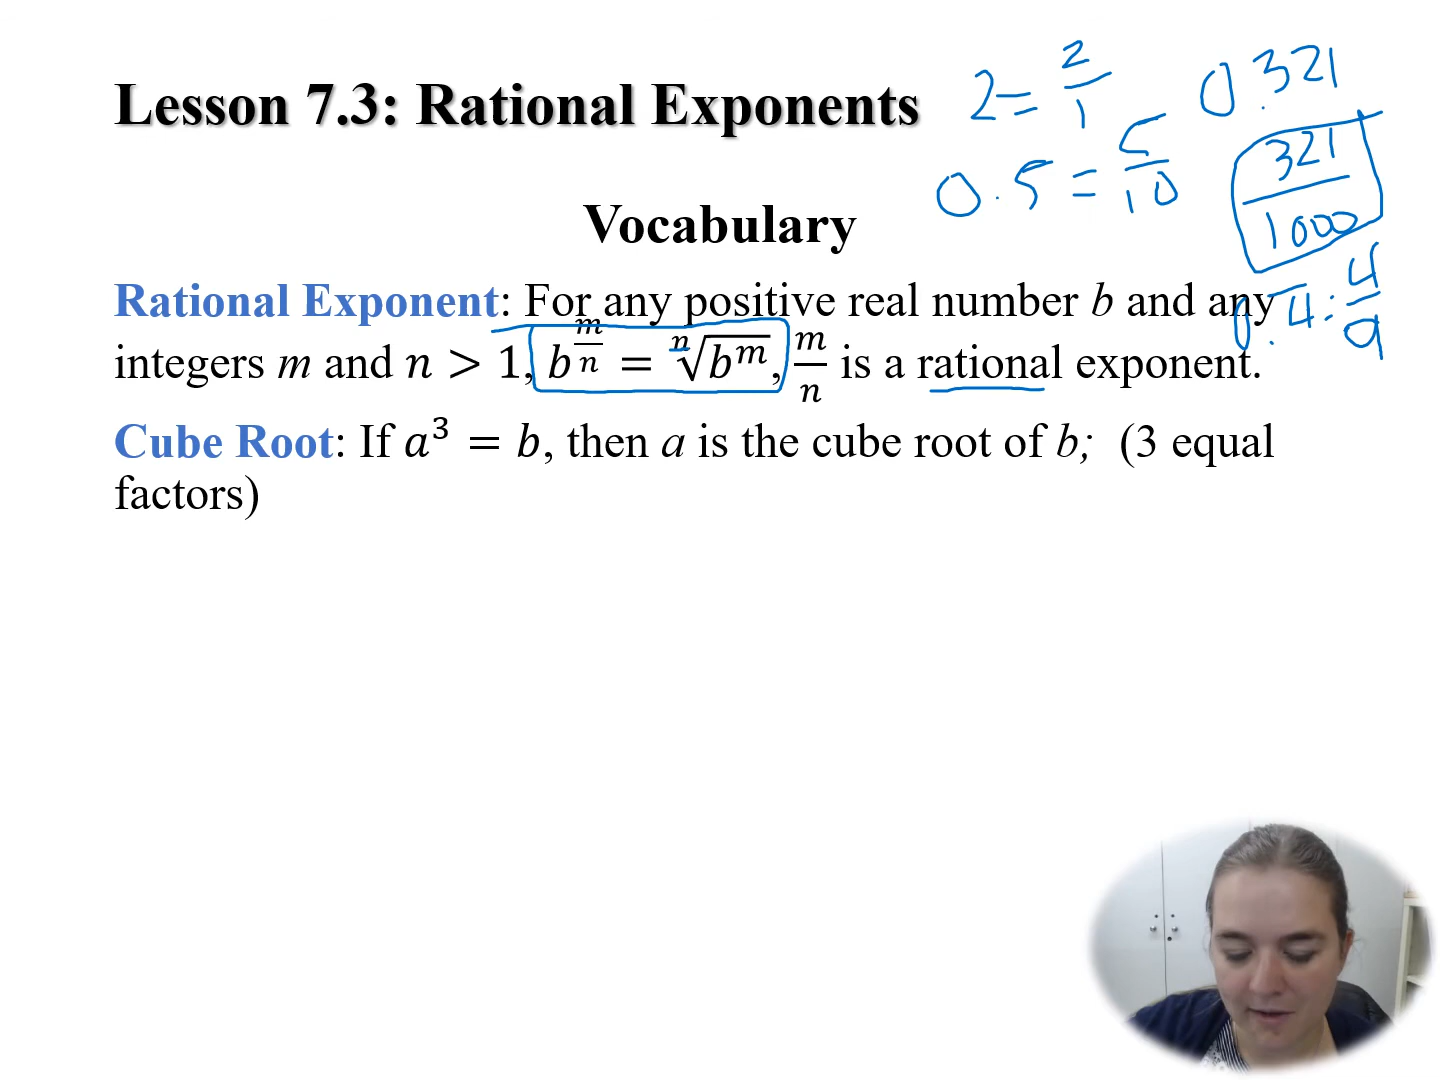 Lesson 7.3: Rational Exponents
2 = 2/1
0.321
0.5 = 5/10
321/1000
Vocabulary
0.4̅ = 4/9
Rational Exponent: For any positive real number b and any
integers m and n > 1, b^(m/n) = ⁿ√(b^m), m/n is a rational exponent.
Cube Root: If a³ = b, then a is the cube root of b; (3 equal
factors)